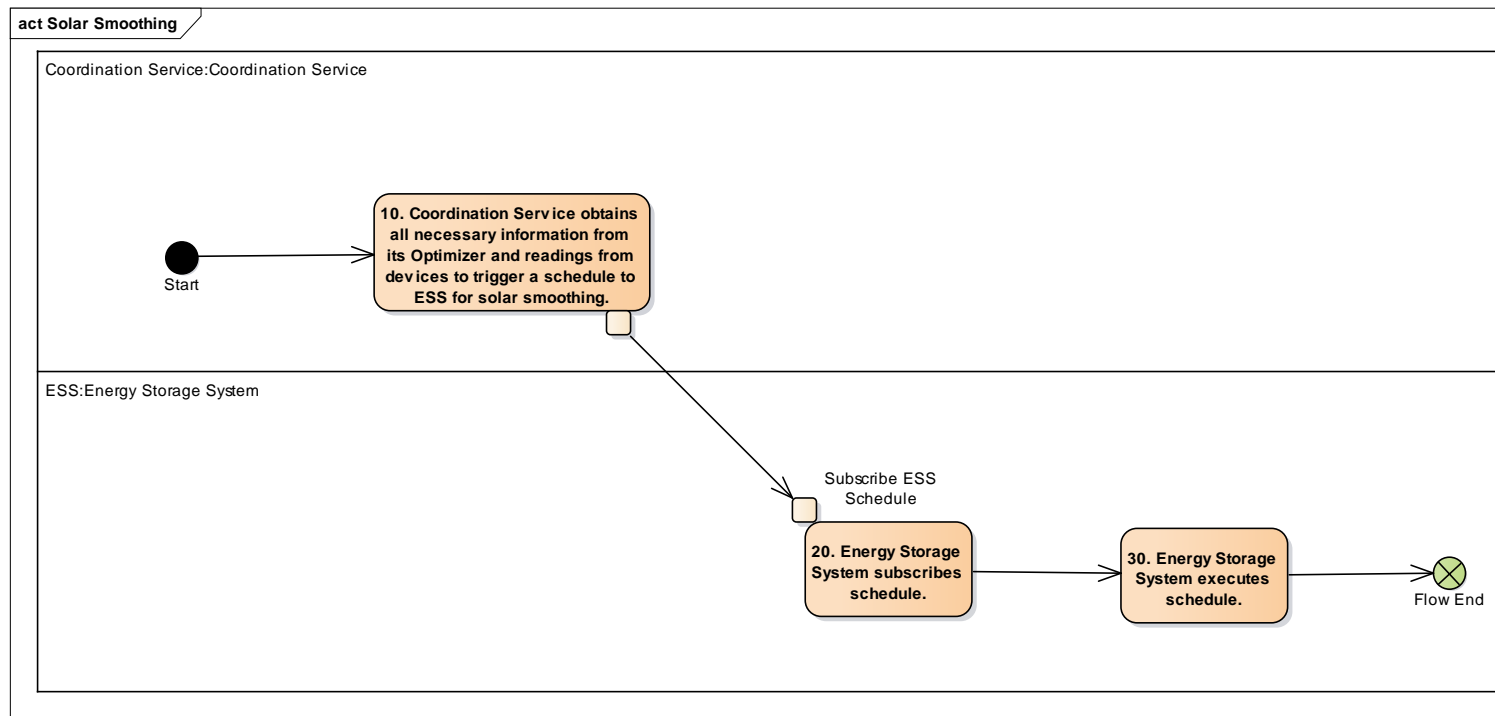 act Solar Smoothing
Coordination Service:Coordination Service
10. Coordination Service obtains
all necessary information from
its Optimizer and readings from
devices to trigger a schedule to
ESS for solar smoothing.
Start
ESS:Energy Storage System
Subscribe ESS
Schedule
20. Energy Storage
System subscribes
schedule.
30. Energy Storage
System executes
schedule.
Flow End